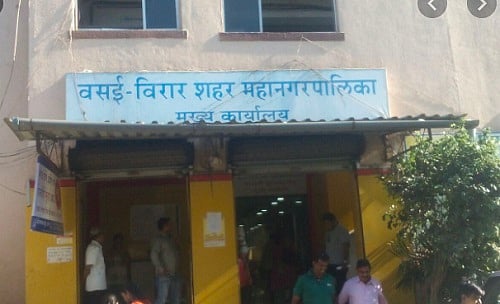 वसई-विरार शहर महानगरपालिका
मुख्य कार्यालय